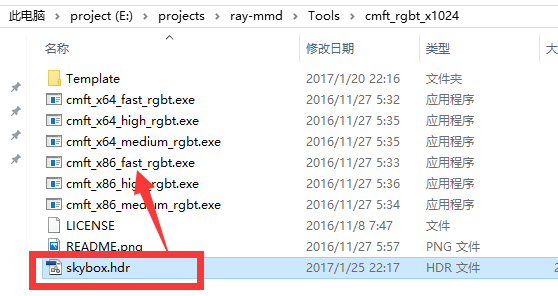 此电脑 > project (E:) > projects > ray-mmd > Tools > cmft_rgbt_x1024
名称 修改日期 类型
Template 2017/1/20 22:16 文件夹
cmft_x64_fast_rgbt.exe 2016/11/27 5:32 应用程序
cmft_x64_high_rgbt.exe 2016/11/27 5:35 应用程序
cmft_x64_medium_rgbt.exe 2016/11/27 5:35 应用程序
cmft_x86_fast_rgbt.exe 2016/11/27 5:33 应用程序
cmft_x86_high_rgbt.exe 2016/11/27 5:36 应用程序
cmft_x86_medium_rgbt.exe 2016/11/27 5:34 应用程序
LICENSE 2016/11/8 7:47 文件
README.png 2016/11/27 5:57 PNG 文件
skybox.hdr 2017/1/25 22:17 HDR 文件